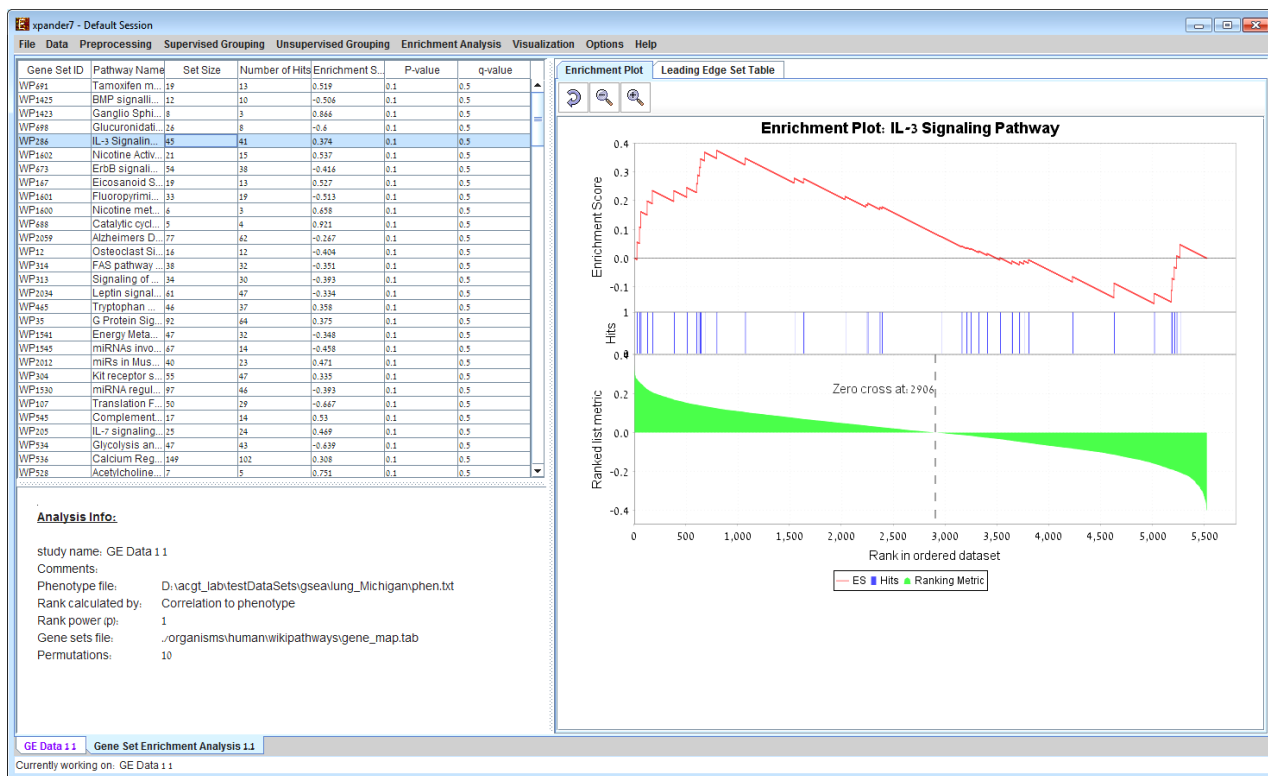 xpander7 - Default Session
File Data Preprocessing Supervised Grouping Unsupervised Grouping Enrichment Analysis Visualization Options Help
Gene Set ID Pathway Name Set Size Number of Hits Enrichment S... P-value q-value
WP691 Tamoxifen m... 19 13 0.519 0.1 0.5
WP1425 BMP signalli... 12 10 -0.506 0.1 0.5
WP1423 Ganglio Sphi... 8 3 0.866 0.1 0.5
WP698 Glucuronidati... 26 8 -0.6 0.1 0.5
WP286 IL-3 Signalin... 45 41 0.374 0.1 0.5
WP1602 Nicotine Activ... 21 15 0.537 0.1 0.5
WP673 ErbB signali... 54 38 -0.416 0.1 0.5
WP167 Eicosanoid S... 19 13 0.527 0.1 0.5
WP1601 Fluoropyrimi... 33 19 -0.513 0.1 0.5
WP1600 Nicotine met... 6 3 0.658 0.1 0.5
WP688 Catalytic cycl... 5 4 0.921 0.1 0.5
WP2059 Alzheimers D... 77 62 -0.267 0.1 0.5
WP12 Osteoclast Si... 16 12 -0.404 0.1 0.5
WP314 FAS pathway ... 38 32 -0.351 0.1 0.5
WP313 Signaling of ... 34 30 -0.393 0.1 0.5
WP2034 Leptin signal... 61 47 -0.334 0.1 0.5
WP465 Tryptophan ... 46 37 0.358 0.1 0.5
WP35 G Protein Sig... 92 64 0.375 0.1 0.5
WP1541 Energy Meta... 47 32 -0.348 0.1 0.5
WP1545 miRNAs invo... 67 14 -0.458 0.1 0.5
WP2012 miRs in Mus... 40 23 0.471 0.1 0.5
WP304 Kit receptor s... 55 47 0.335 0.1 0.5
WP1530 miRNA regul... 97 46 -0.393 0.1 0.5
WP107 Translation F... 50 29 -0.667 0.1 0.5
WP545 Complement... 17 14 0.53 0.1 0.5
WP205 IL-7 signaling... 25 24 0.469 0.1 0.5
WP534 Glycolysis an... 47 43 -0.639 0.1 0.5
WP536 Calcium Reg... 149 102 0.308 0.1 0.5
WP528 Acetylcholine... 7 5 0.751 0.1 0.5
Analysis Info:
study name: GE Data 1 1
Comments:
Phenotype file: D:\acgt_lab\testDataSets\gsea\lung_Michigan\phen.txt
Rank calculated by: Correlation to phenotype
Rank power (p): 1
Gene sets file: ./organisms\human\wikipathways\gene_map.tab
Permutations: 10
Enrichment Plot Leading Edge Set Table
Enrichment Plot: IL-3 Signaling Pathway
Enrichment Score
0.4
0.3
0.2
0.1
0.0
-0.1
Hits
1
Ranked list metric
0.2
0.0
-0.2
-0.4
Zero cross at: 2906
0 500 1,000 1,500 2,000 2,500 3,000 3,500 4,000 4,500 5,000 5,500
Rank in ordered dataset
ES Hits Ranking Metric
GE Data 1 1 Gene Set Enrichment Analysis 1.1
Currently working on: GE Data 1 1